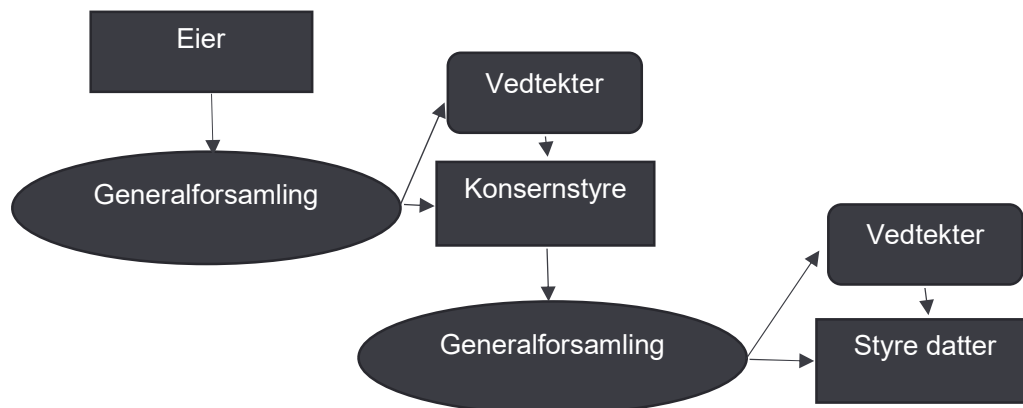 Eier
Vedtekter
Generalforsamling
Konsernstyre
Vedtekter
Generalforsamling
Styre datter